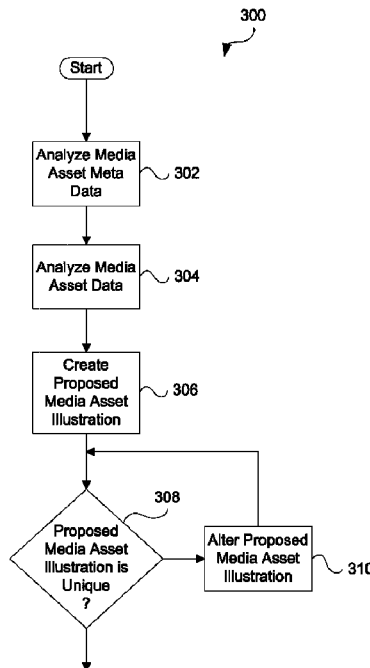 300
Start
Analyze Media
Asset Meta
Data
302
Analyze Media
Asset Data
304
Create
Proposed
Media Asset
Illustration
306
308
Proposed
Media Asset
Illustration is
Unique
?
Alter Proposed
Media Asset
Illustration
310